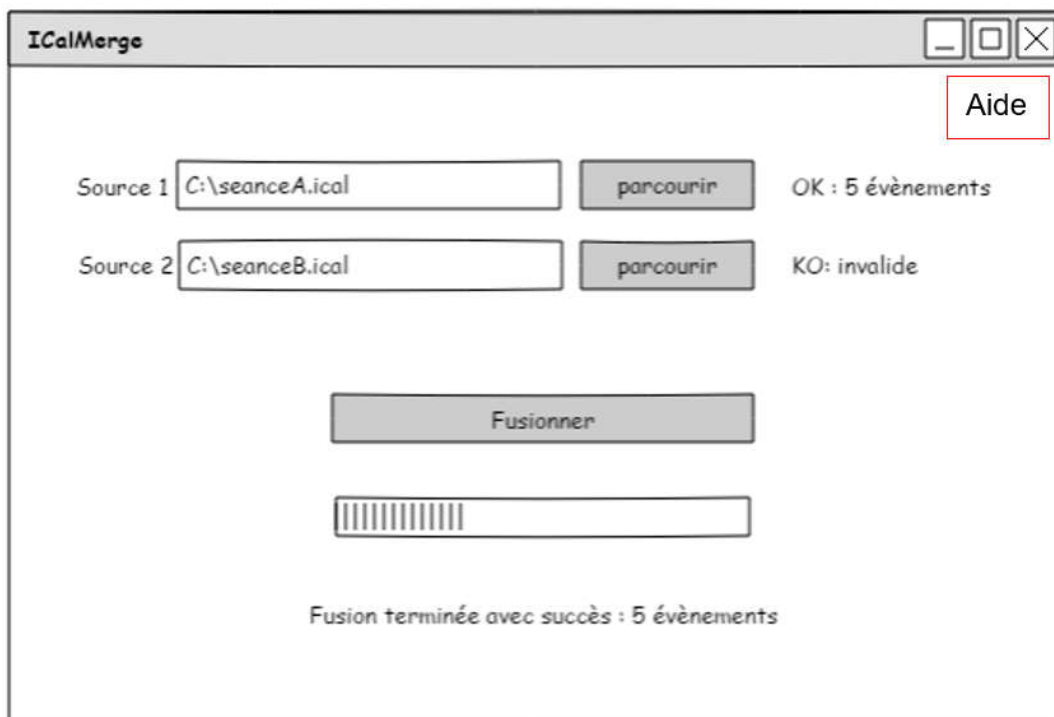 ICalMerge
Aide
Source 1 C:\seanceA.ical parcourir OK : 5 évènements
Source 2 C:\seanceB.ical parcourir KO: invalide
Fusionner
Fusion terminée avec succès : 5 évènements